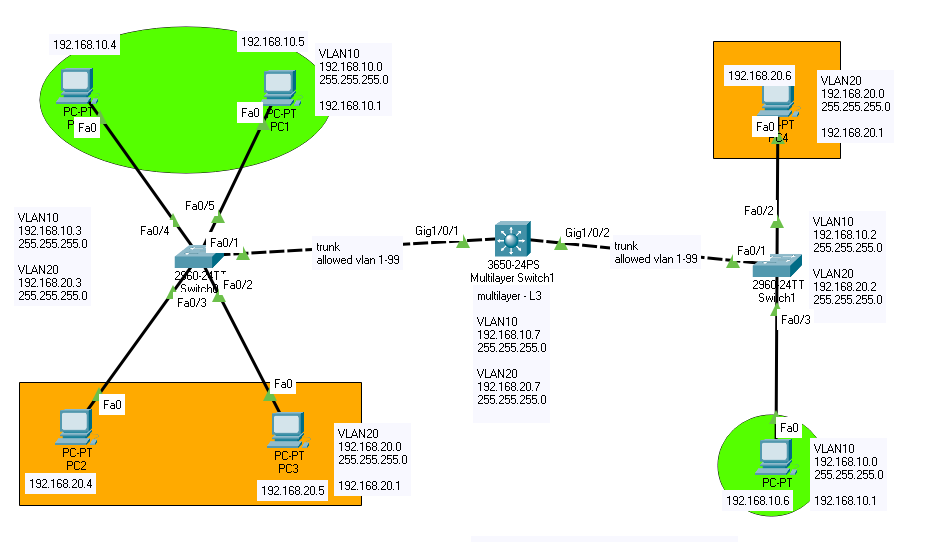 192.168.10.4
192.168.10.5
VLAN10
192.168.10.0
255.255.255.0
192.168.10.1
PC-PT
Fa0
Fa0
PC-PT
PC1
192.168.20.6
VLAN20
192.168.20.0
255.255.255.0
192.168.20.1
Fa0
PC4
VLAN10
192.168.10.3
255.255.255.0
VLAN20
192.168.20.3
255.255.255.0
Fa0/5
Fa0/4
Fa0/1
2960-24TT
Switch0
Fa0/2
Fa0/3
trunk
allowed vlan 1-99
Gig1/0/1
Gig1/0/2
3650-24PS
Multilayer Switch1
multilayer - L3
VLAN10
192.168.10.7
255.255.255.0
VLAN20
192.168.20.7
255.255.255.0
trunk
allowed vlan 1-99
Fa0/2
Fa0/1
2960-24TT
Switch1
Fa0/3
VLAN10
192.168.10.2
255.255.255.0
VLAN20
192.168.20.2
255.255.255.0
Fa0
PC-PT
PC2
192.168.20.4
Fa0
PC-PT
PC3
192.168.20.5
VLAN20
192.168.20.0
255.255.255.0
192.168.20.1
Fa0
PC-PT
192.168.10.6
VLAN10
192.168.10.0
255.255.255.0
192.168.10.1